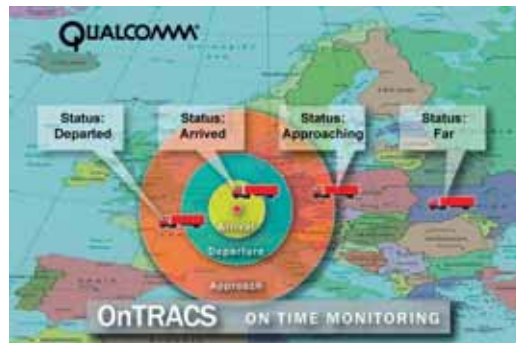 QUALCOMM
Status:
Departed
Status:
Arrived
Status:
Approaching
Status:
Far
Arrival
Departure
Approach
OnTRACS ON TIME MONITORING